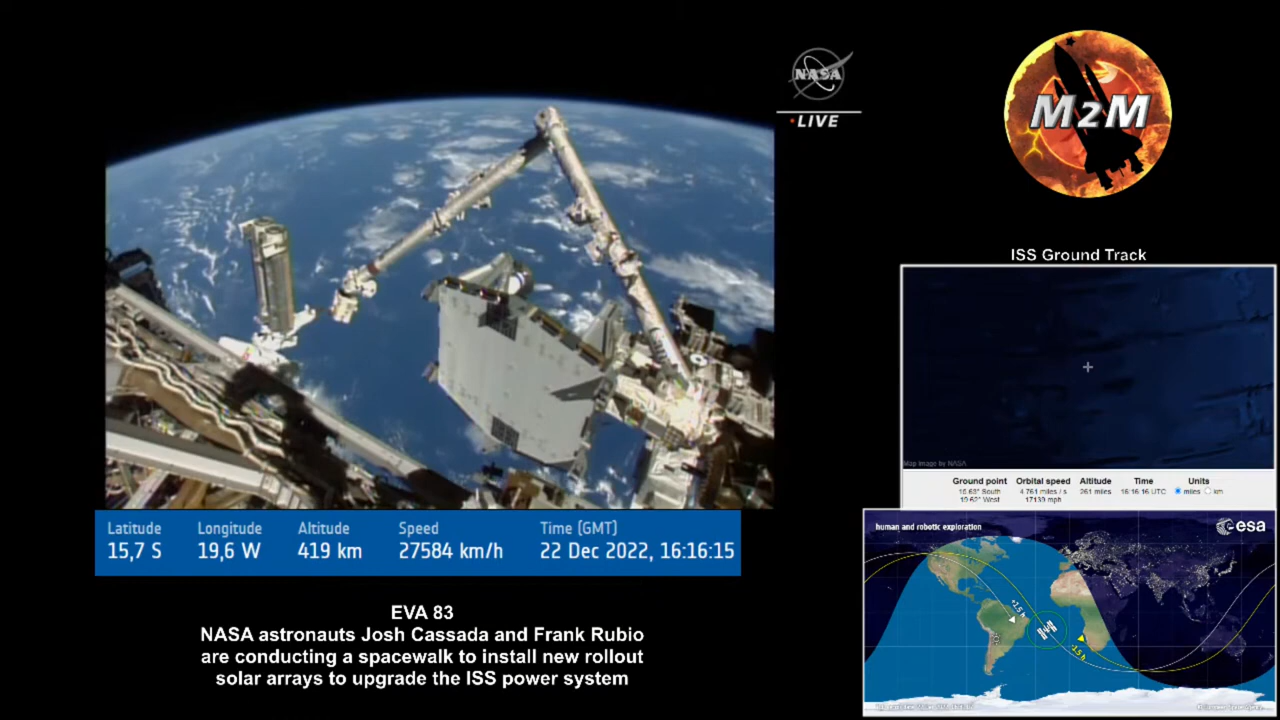 NASA
LIVE
M2M
ISS Ground Track
Map image by NASA
Ground point Orbital speed Altitude Time Units
4.761 miles / s 261 miles 16:16:16 UTC miles km
17139 mph
Latitude Longitude Altitude Speed Time (GMT)
15,7 S 19,6 W 419 km 27584 km/h 22 Dec 2022, 16:16:15
human and robotic exploration
esa
+1.5 h
-1.5 h
EVA 83
NASA astronauts Josh Cassada and Frank Rubio
are conducting a spacewalk to install new rollout
solar arrays to upgrade the ISS power system